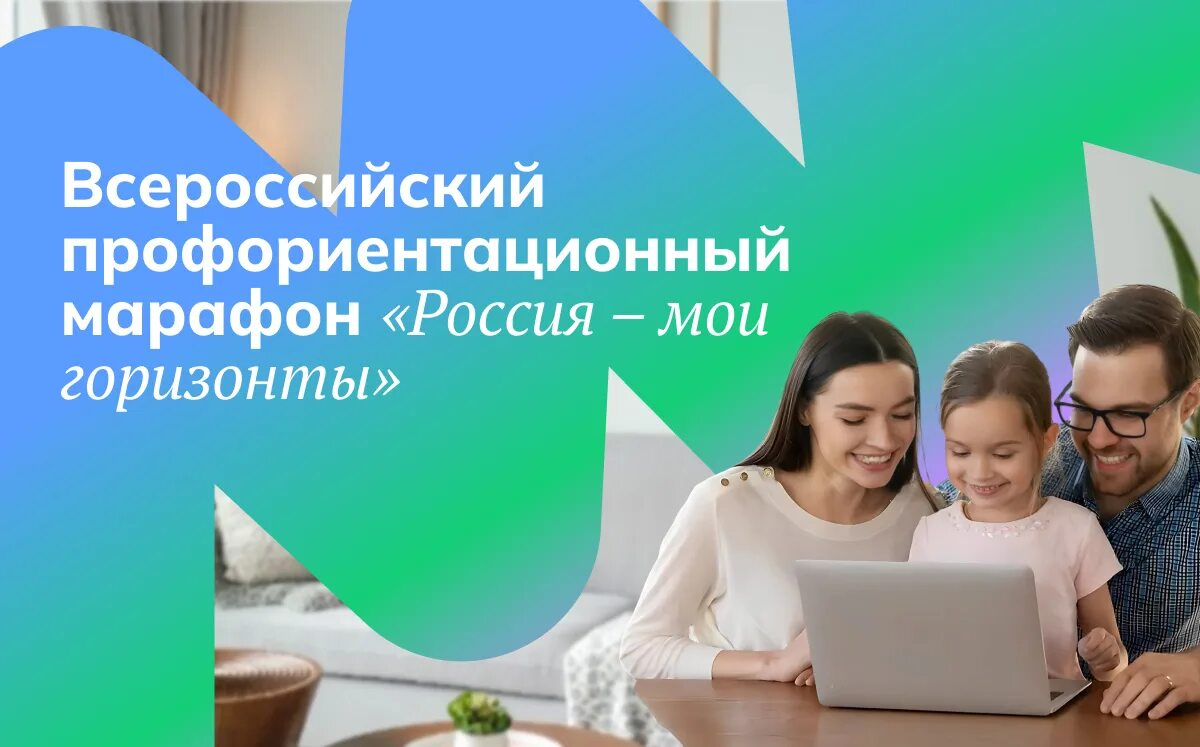 Всероссийский
профориентационный
марафон «Россия – мои
горизонты»